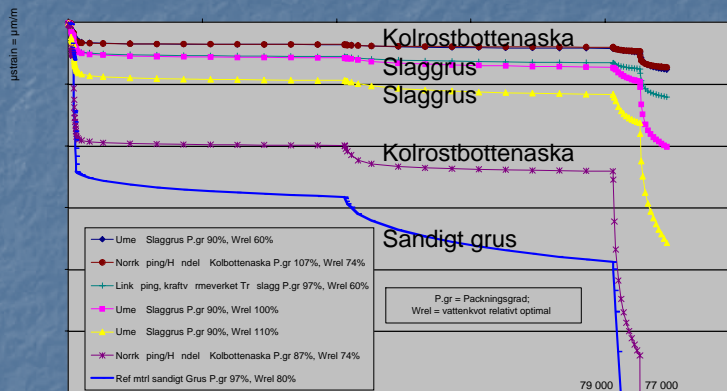 µstrain = µm/m
Kolrostbottenaska
Slaggrus
Slaggrus
Kolrostbottenaska
Sandigt grus
Ume Slaggrus P.gr 90%, Wrel 60%
Norrk ping/H ndel Kolbottenaska P.gr 107%, Wrel 74%
Link ping, kraftv rmeverket Tr slagg P.gr 97%, Wrel 60%
Ume Slaggrus P.gr 90%, Wrel 100%
Ume Slaggrus P.gr 90%, Wrel 110%
Norrk ping/H ndel Kolbottenaska P.gr 87%, Wrel 74%
Ref mtrl sandigt Grus P.gr 97%, Wrel 80%
P.gr = Packningsgrad;
Wrel = vattenkvot relativt optimal
79 000 77 000